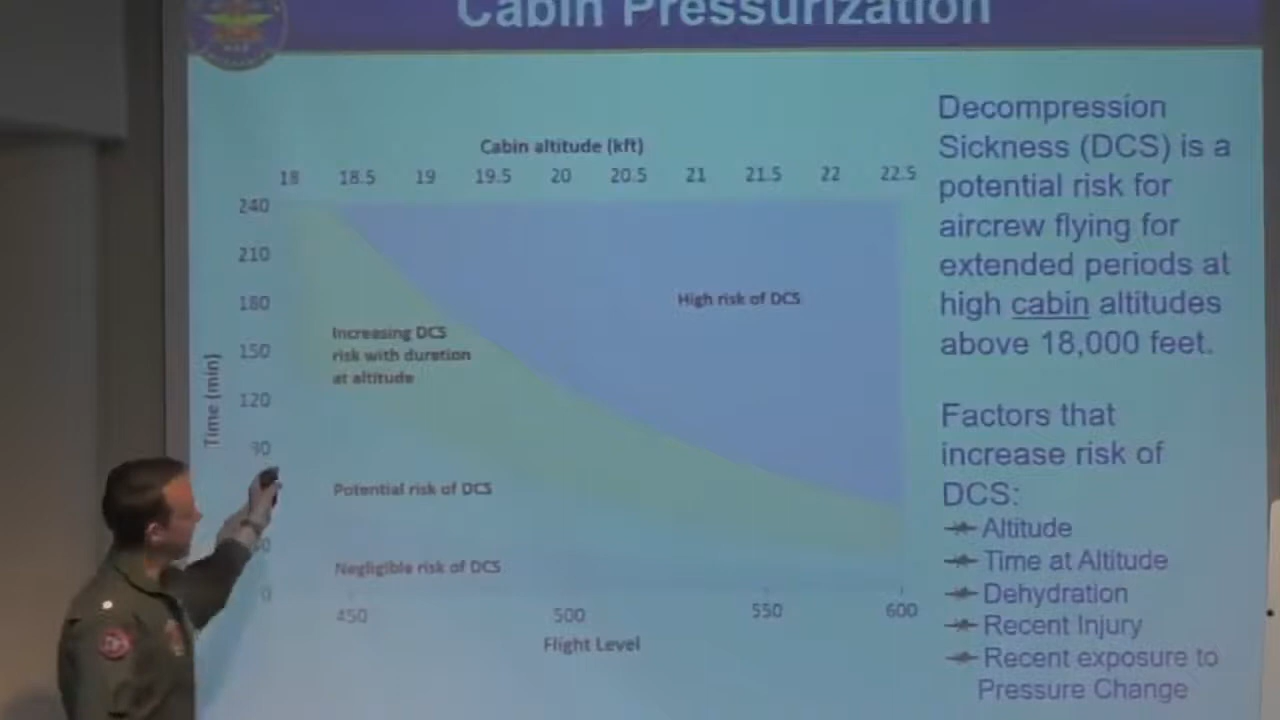 Cabin Pressurization
Cabin altitude (kft)
18 18.5 19 19.5 20 20.5 21 21.5 22 22.5
240
210
180
150
120
90
0
Time (min)
High risk of DCS
Increasing DCS
risk with duration
at altitude
Potential risk of DCS
Negligible risk of DCS
450 500 550 600
Flight Level
Decompression
Sickness (DCS) is a
potential risk for
aircrew flying for
extended periods at
high cabin altitudes
above 18,000 feet.
Factors that
increase risk of
DCS:
Altitude
Time at Altitude
Dehydration
Recent Injury
Recent exposure to
Pressure Change